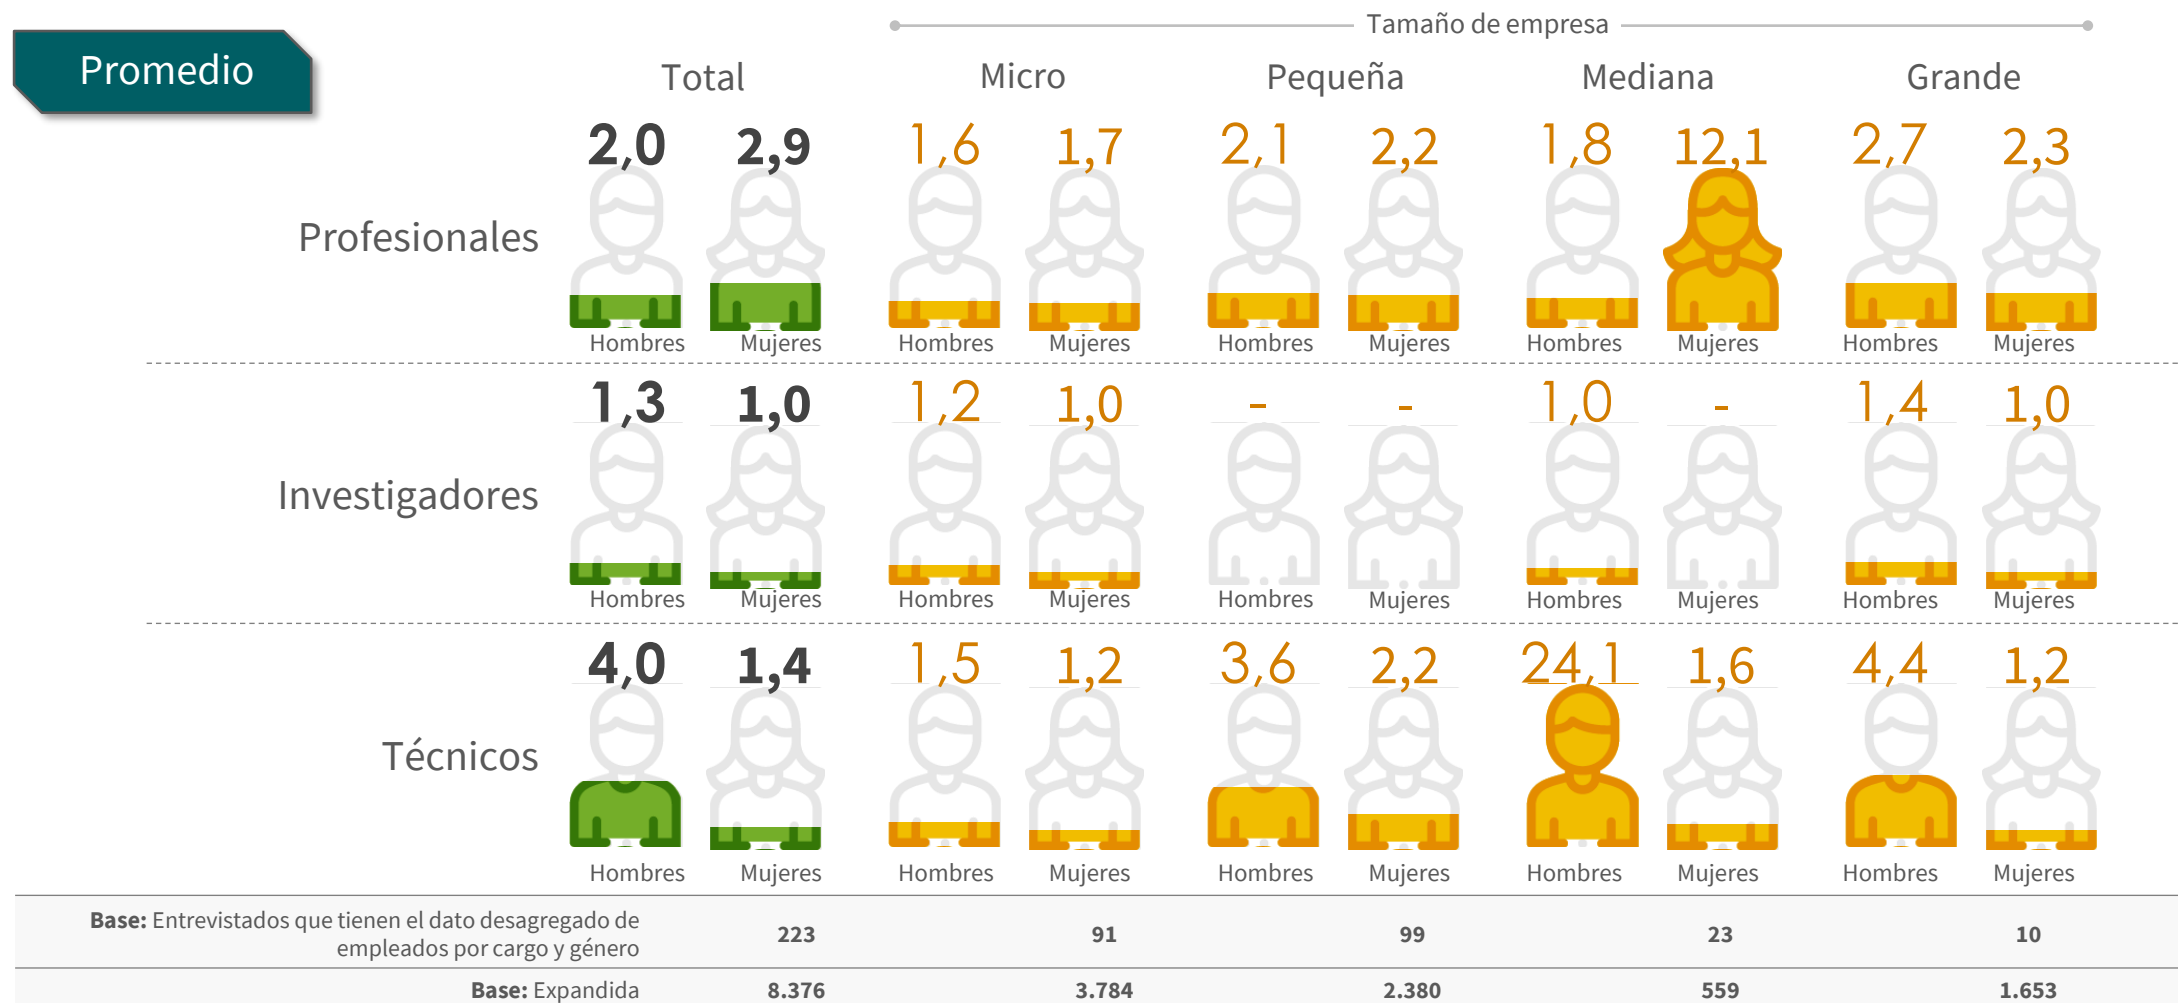 Tamaño de empresa
Promedio
Total Micro Pequeña Mediana Grande
2,0 2,9 1,6 1,7 2,1 2,2 1,8 12,1 2,7 2,3
Profesionales
Hombres Mujeres Hombres Mujeres Hombres Mujeres Hombres Mujeres Hombres Mujeres
1,3 1,0 1,2 1,0 - - 1,0 - 1,4 1,0
Investigadores
Hombres Mujeres Hombres Mujeres Hombres Mujeres Hombres Mujeres Hombres Mujeres
4,0 1,4 1,5 1,2 3,6 2,2 24,1 1,6 4,4 1,2
Técnicos
Hombres Mujeres Hombres Mujeres Hombres Mujeres Hombres Mujeres Hombres Mujeres
Base: Entrevistados que tienen el dato desagregado de
empleados por cargo y género
223 91 99 23 10
Base: Expandida 8.376 3.784 2.380 559 1.653